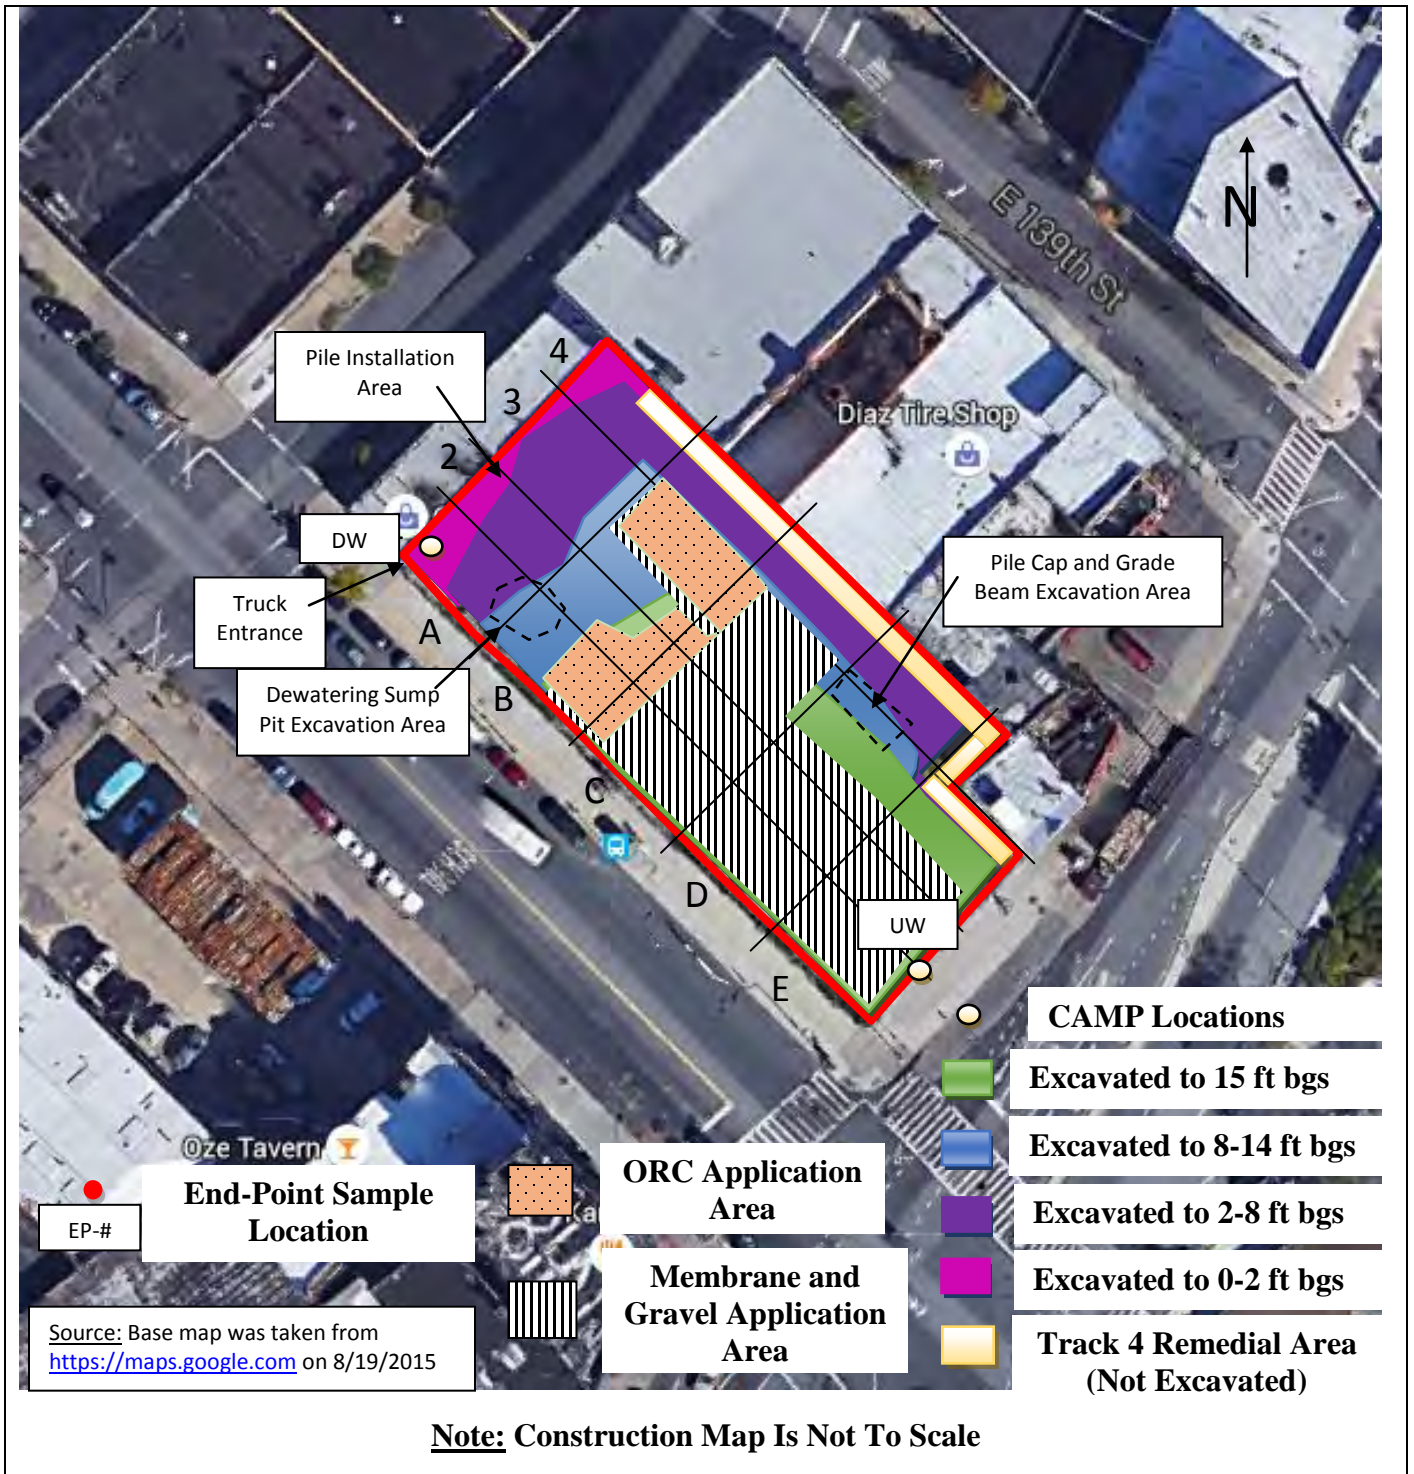 E 139th St
N
Pile Installation
Area
4
3
2
Diaz Tire Shop
DW
Pile Cap and Grade
Beam Excavation Area
Truck
Entrance
A
Dewatering Sump
Pit Excavation Area
B
C
D
UW
E
CAMP Locations
Excavated to 15 ft bgs
Excavated to 8-14 ft bgs
Excavated to 2-8 ft bgs
Excavated to 0-2 ft bgs
Track 4 Remedial Area
(Not Excavated)
Oze Tavern
ORC Application
Area
End-Point Sample
Location
EP-#
Membrane and
Gravel Application
Area
Source: Base map was taken from
https://maps.google.com on 8/19/2015
Note: Construction Map Is Not To Scale